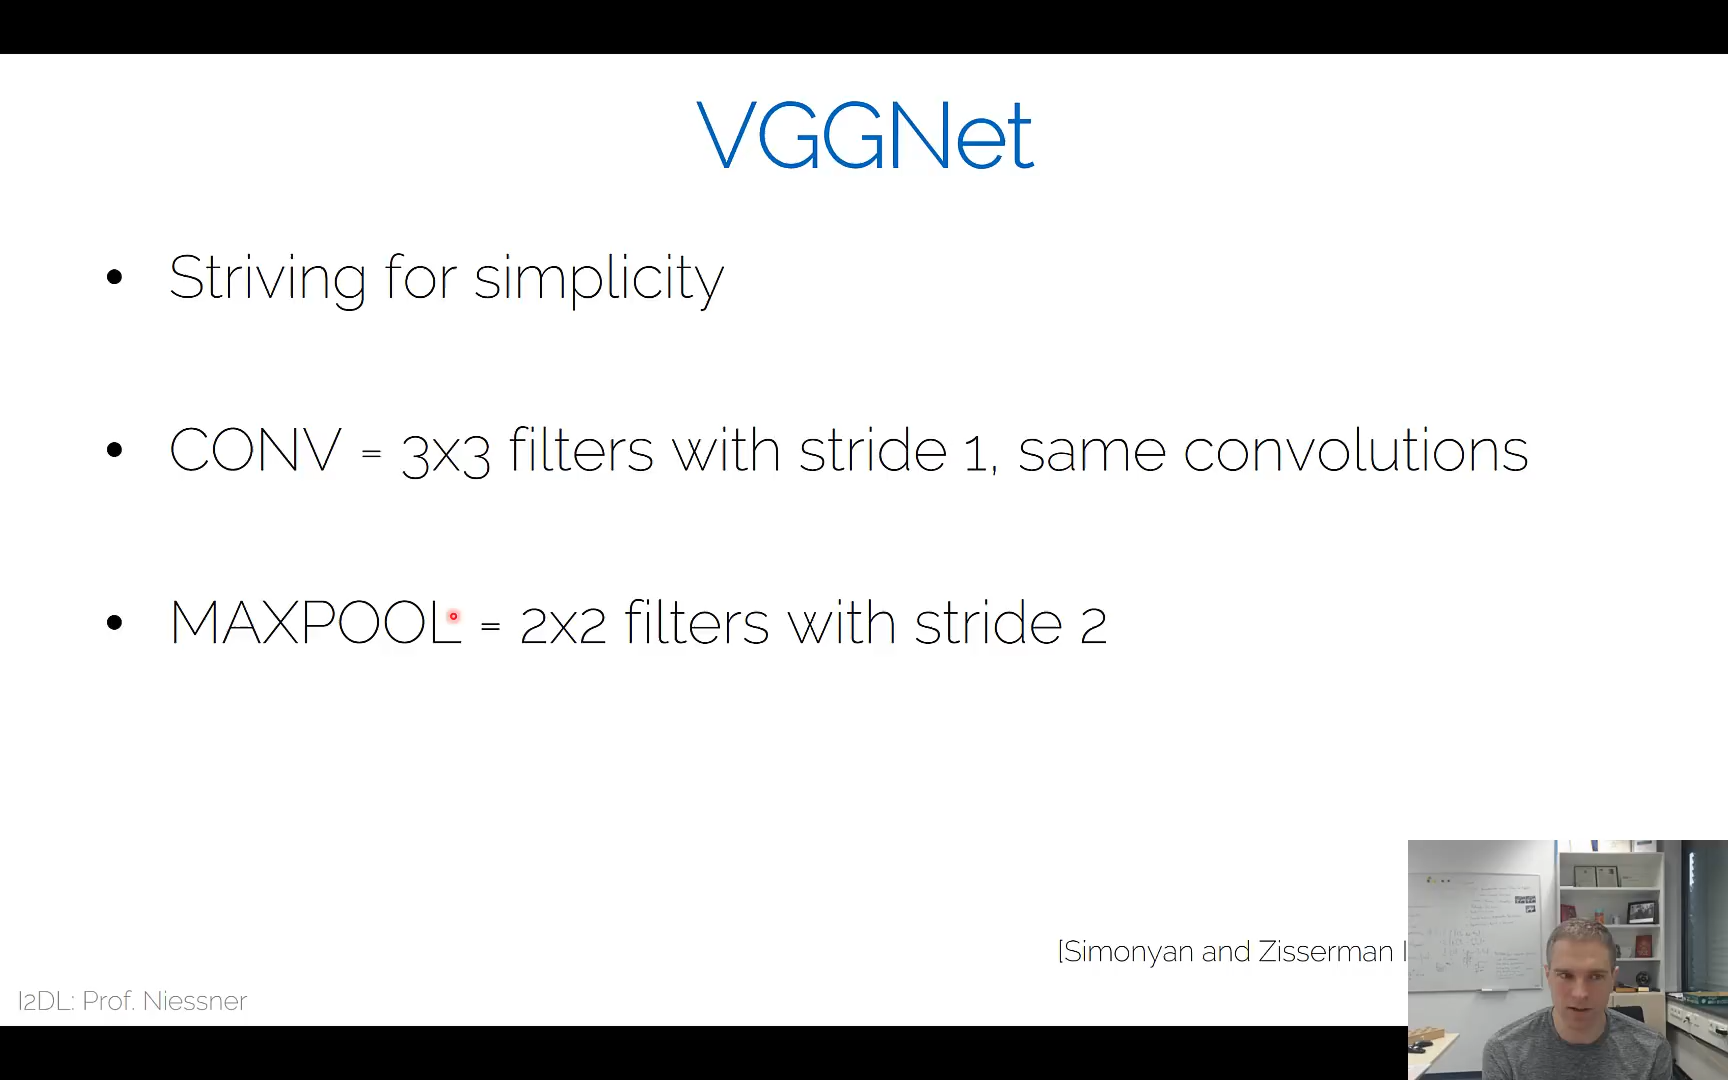 VGGNet
• Striving for simplicity
• CONV = 3x3 filters with stride 1, same convolutions
• MAXPOOL = 2x2 filters with stride 2
[Simonyan and Zisserman
I2DL: Prof. Niessner